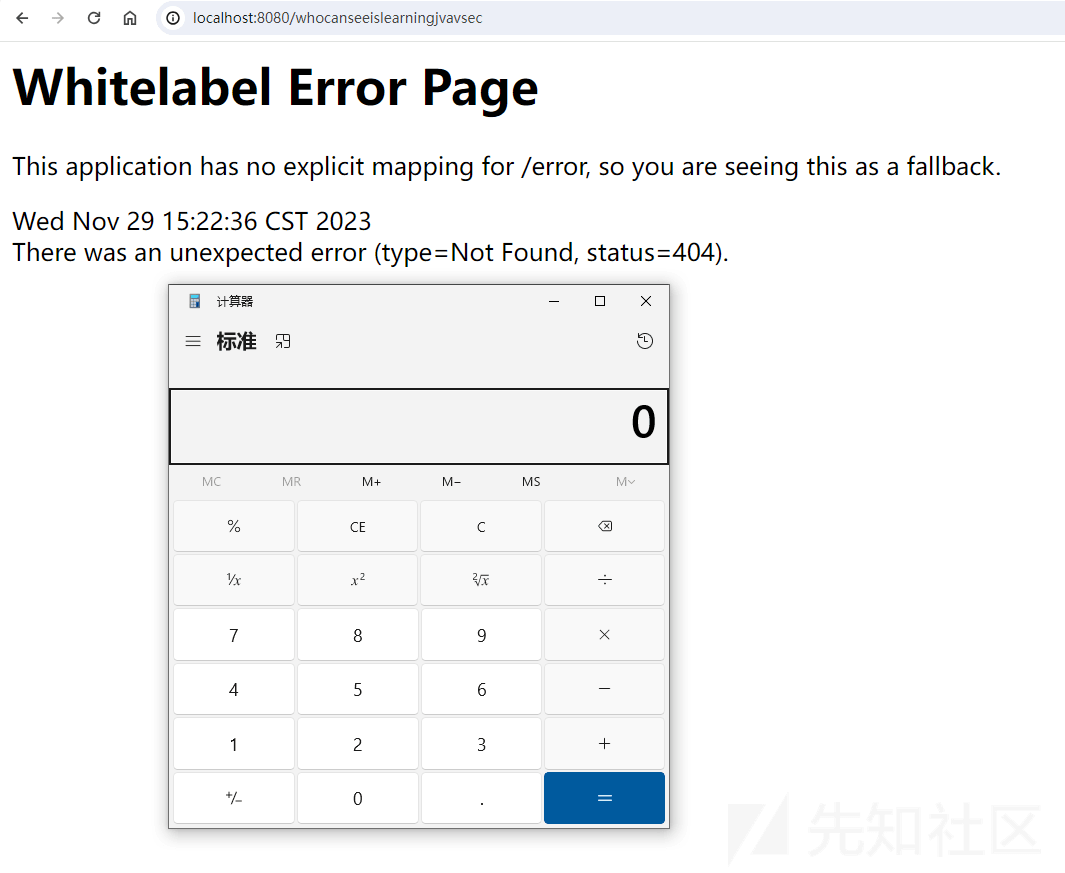 localhost:8080/whocanseeislearningjvavsec
Whitelabel Error Page
This application has no explicit mapping for /error, so you are seeing this as a fallback.
Wed Nov 29 15:22:36 CST 2023
There was an unexpected error (type=Not Found, status=404).
计算器
标准
0
MC MR M+ M− MS M˅
% CE C
¹⁄x x² ²√x ÷
7 8 9 ×
4 5 6 −
1 2 3 +
⁺⁄₋ 0 . =
先知社区